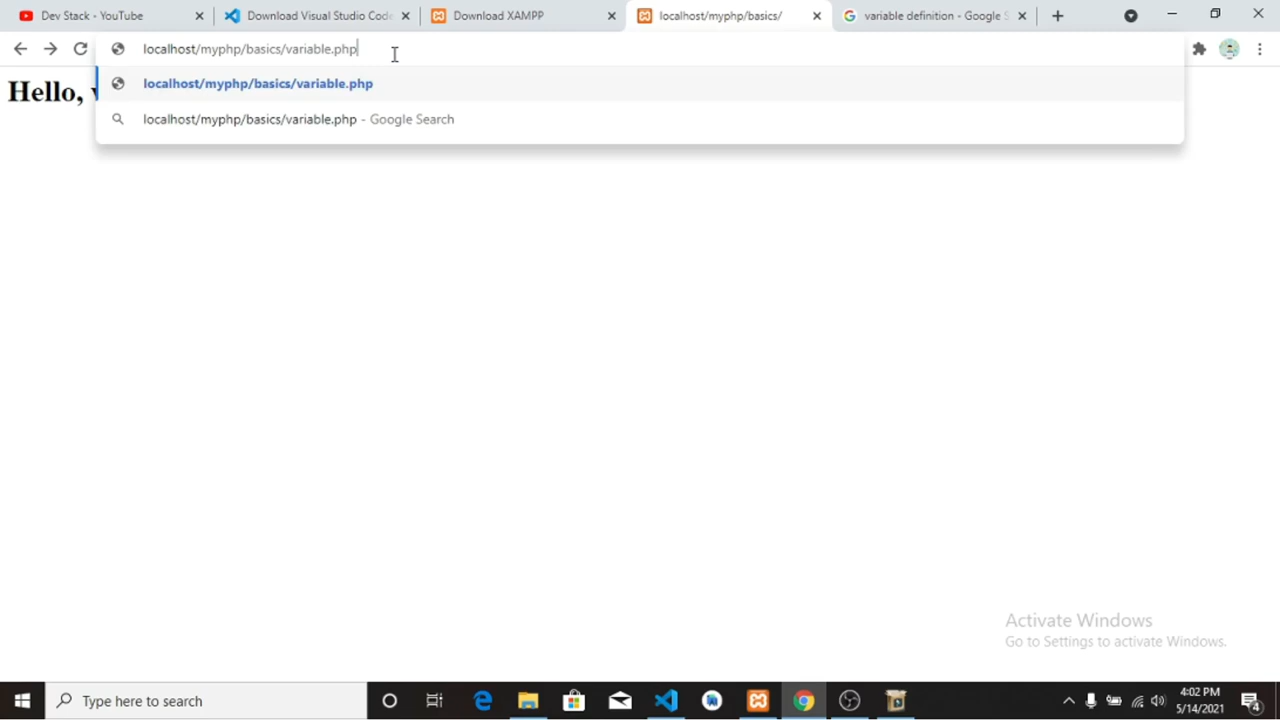 Dev Stack - YouTube
Download Visual Studio Code
Download XAMPP
localhost/myphp/basics/
variable definition - Google S
localhost/myphp/basics/variable.php
localhost/myphp/basics/variable.php
localhost/myphp/basics/variable.php - Google Search
Hello,
Activate Windows
Go to Settings to activate Windows.
Type here to search
4:02 PM
5/14/2021
4